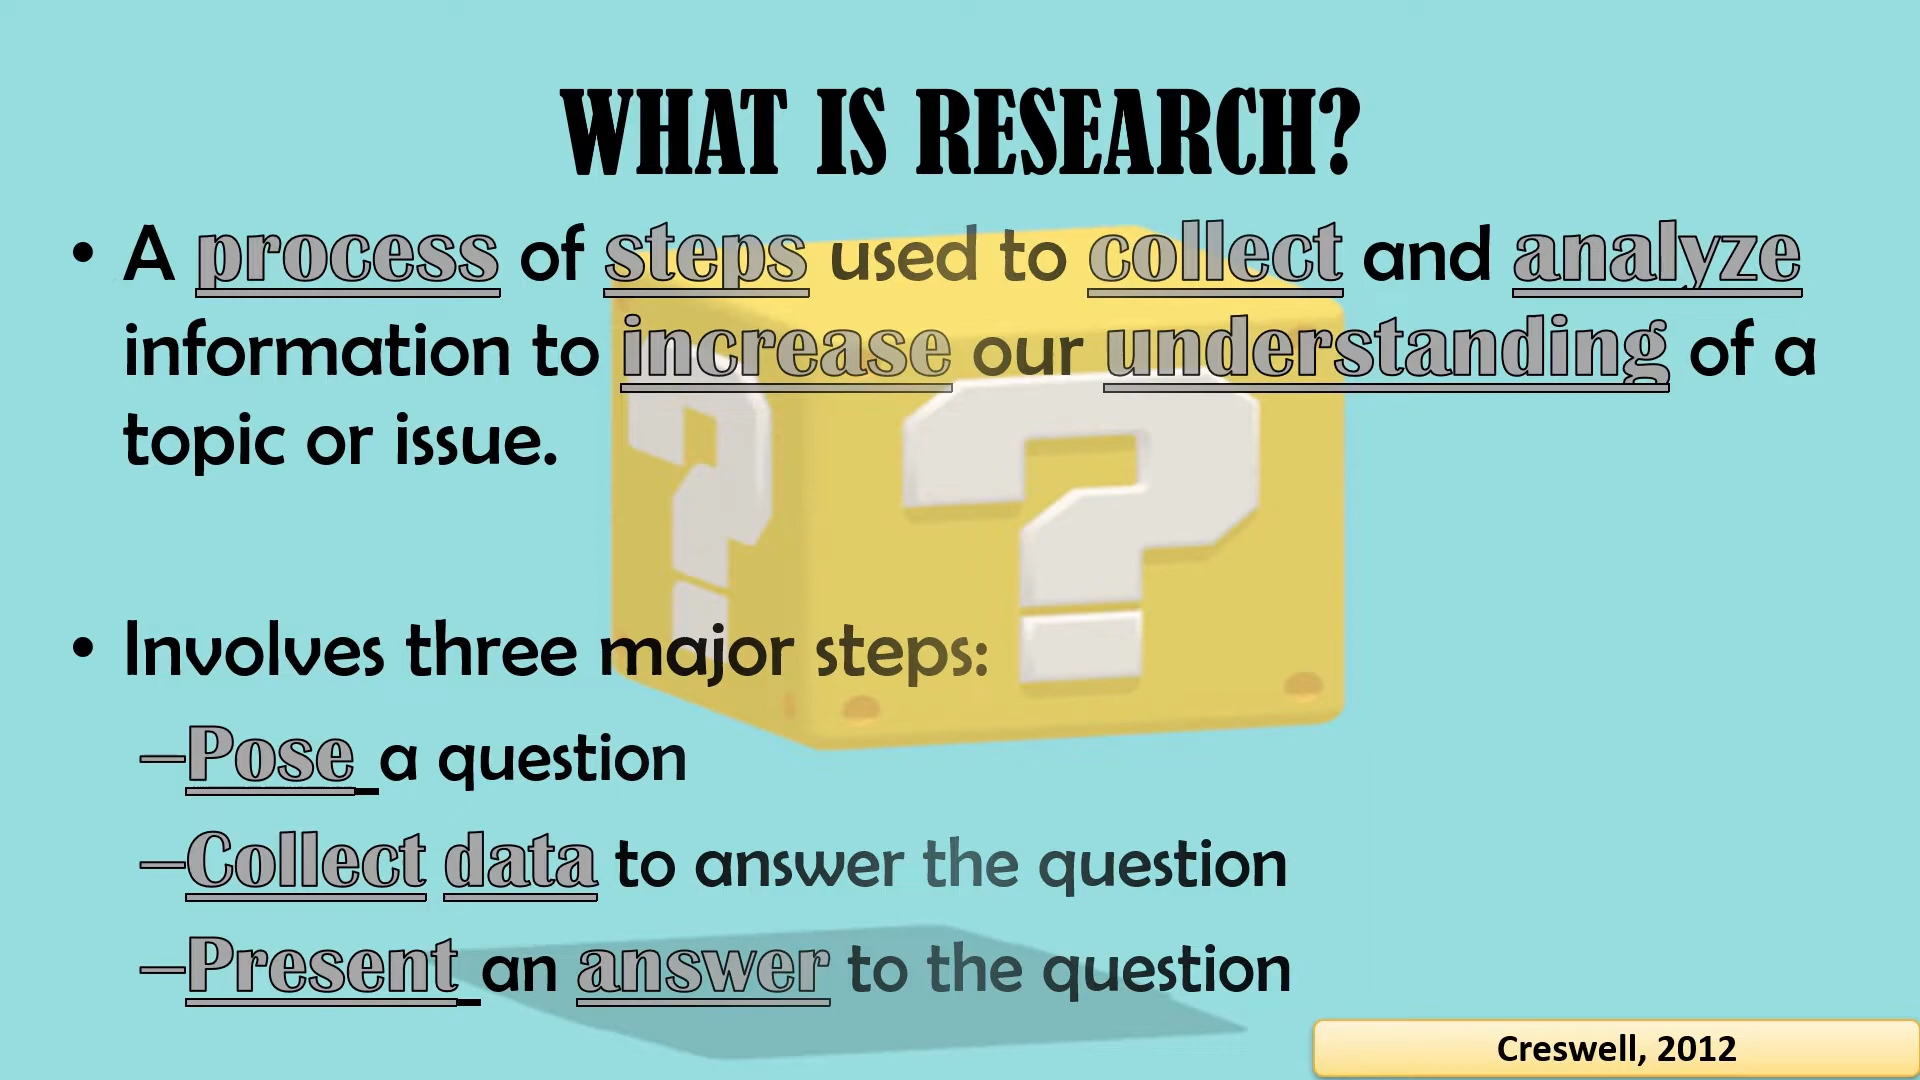 WHAT IS RESEARCH?
• A process of steps used to collect and analyze
information to increase our understanding of a
topic or issue.
• Involves three major steps:
–Pose a question
–Collect data to answer the question
–Present an answer to the question
Creswell, 2012